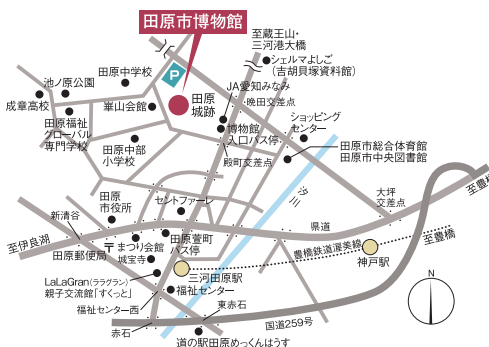 田原市博物館
至蔵王山・
三河港大橋
シェルマよしご
(吉胡貝塚資料館)
P
田原中学校
池ノ原公園
JA愛知みなみ
成章高校
崋山会館
田原
城跡
晩田交差点
田原福祉
グローバル
専門学校
博物館
入口バス停
ショッピング
センター
田原中部
小学校
殿町交差点
田原市総合体育館
田原市中央図書館
汐川
田原
市役所
セントファーレ
大坪
交差点
新清谷
県道
至豊橋
至伊良湖
まつり会館
田原萱町
バス停
豊橋鉄道渥美線
至豊橋
田原郵便局
城宝寺
神戸駅
LaLaGran(ララグラン)
親子交流館「すくっと」
三河田原駅
福祉センター
N
福祉センター西
東赤石
赤石
国道259号
道の駅田原めっくんはうす